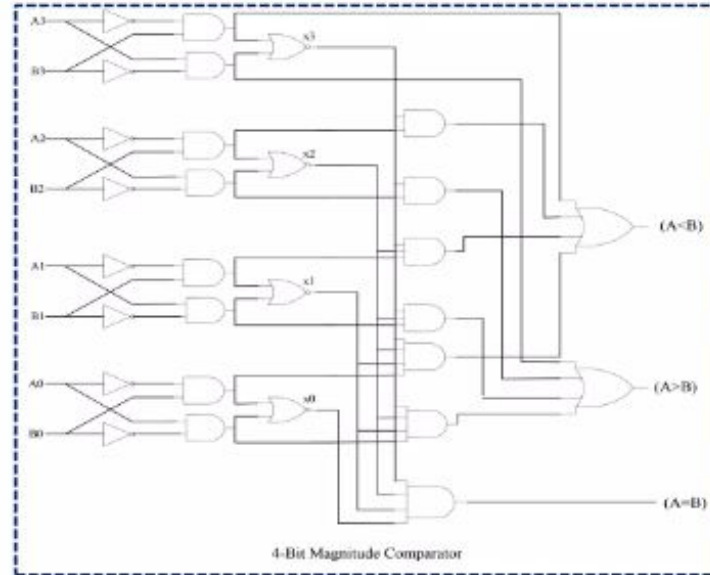 A3
x3
B3
A2
x2
B2
(A<B)
A1
x1
B1
A0
(A>B)
x0
B0
(A=B)
4-Bit Magnitude Comparator